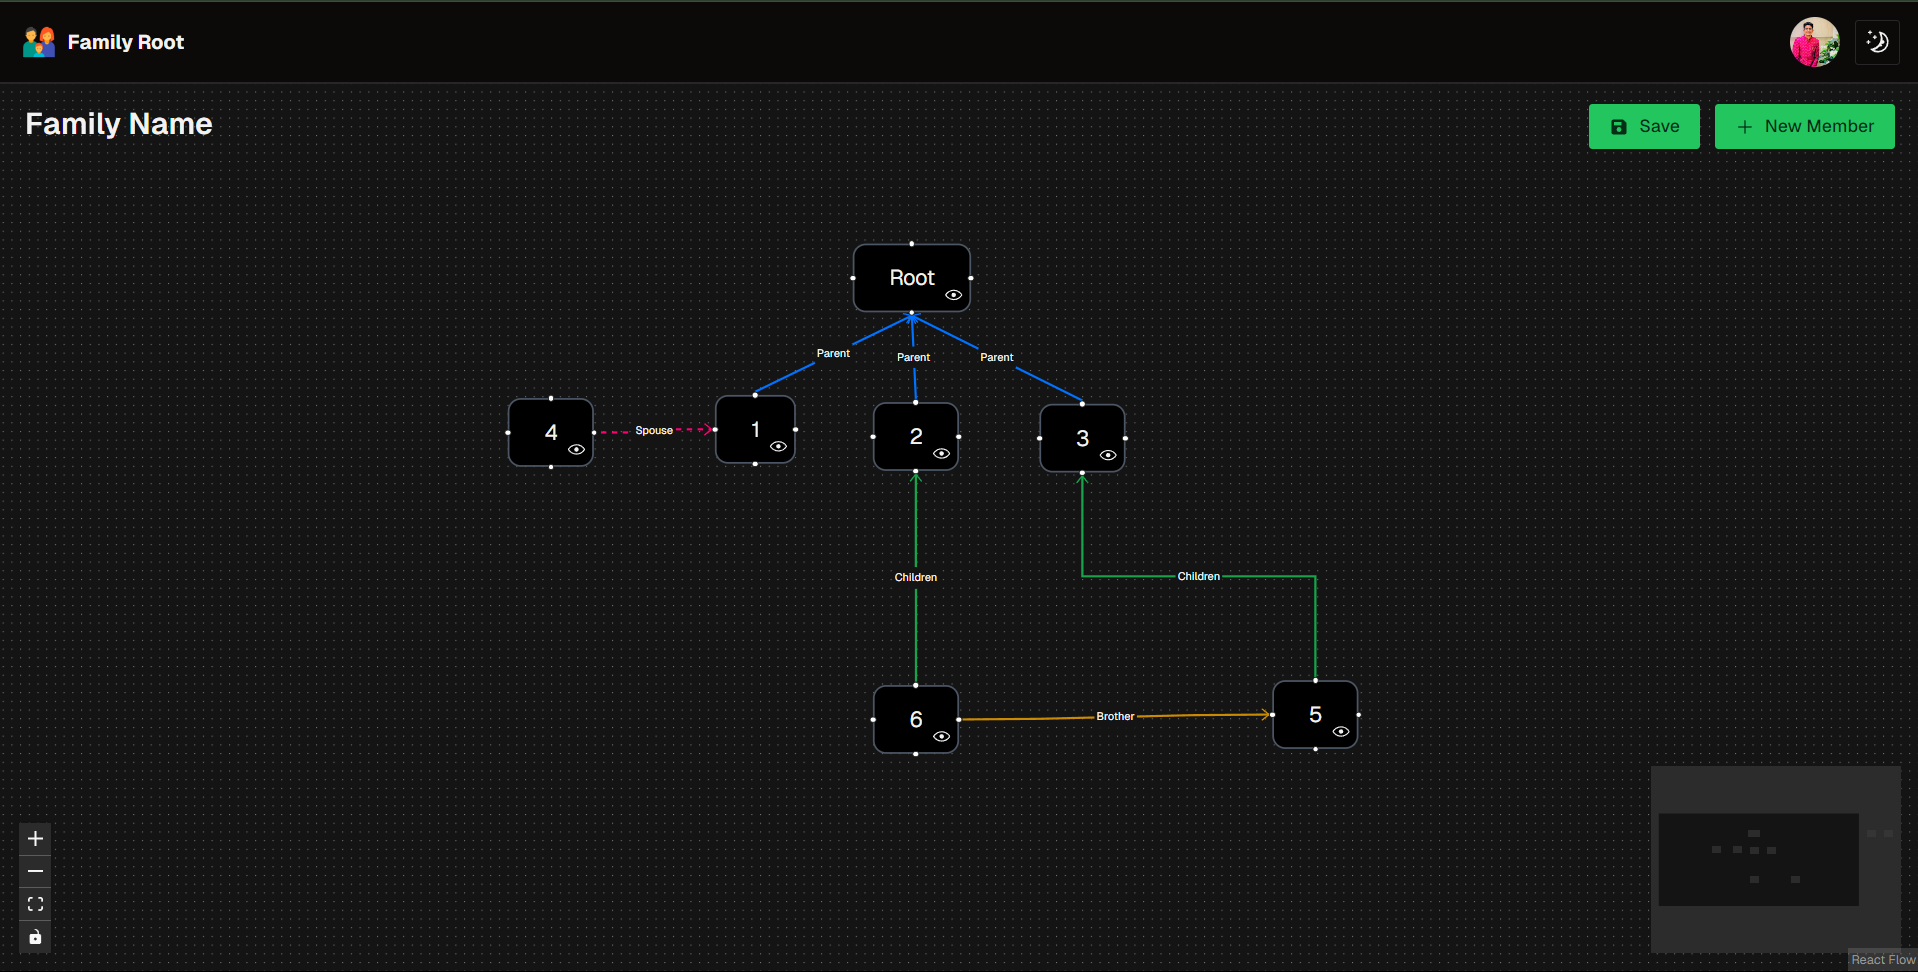 Family Root
Family Name
Save
New Member
Root
Parent
Parent
Parent
4
Spouse
1
2
3
Children
Children
6
Brother
5
React Flow